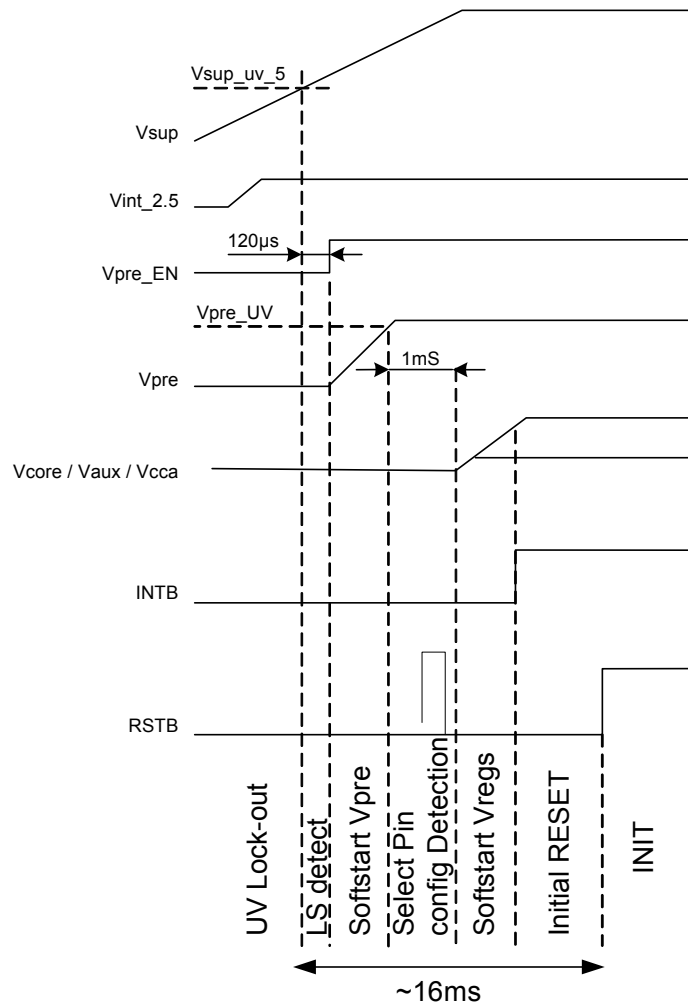 Vsup_uv_5
Vsup
Vint_2.5
120µs
Vpre_EN
Vpre_UV
1mS
Vpre
Vcore / Vaux / Vcca
INTB
RSTB
UV Lock-out
LS detect
Softstart Vpre
Select Pin
config Detection
Softstart Vregs
Initial RESET
INIT
~16ms